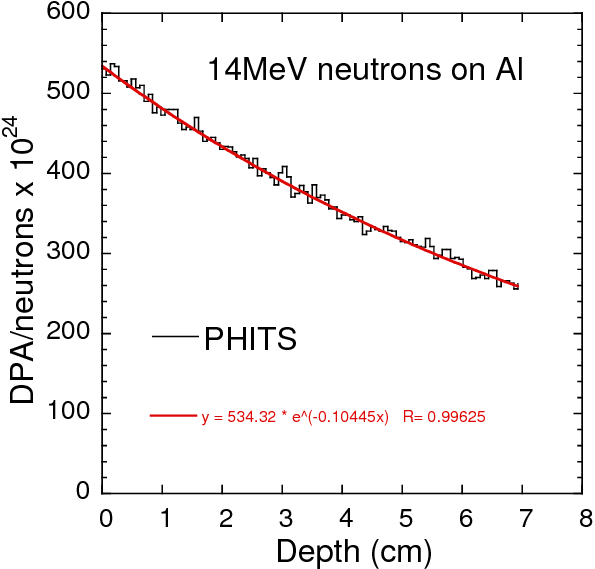 600
500
400
300
200
100
0
DPA/neutrons x 10^24
14MeV neutrons on Al
PHITS
y = 534.32 * e^(-0.10445x) R= 0.99625
0 1 2 3 4 5 6 7 8
Depth (cm)